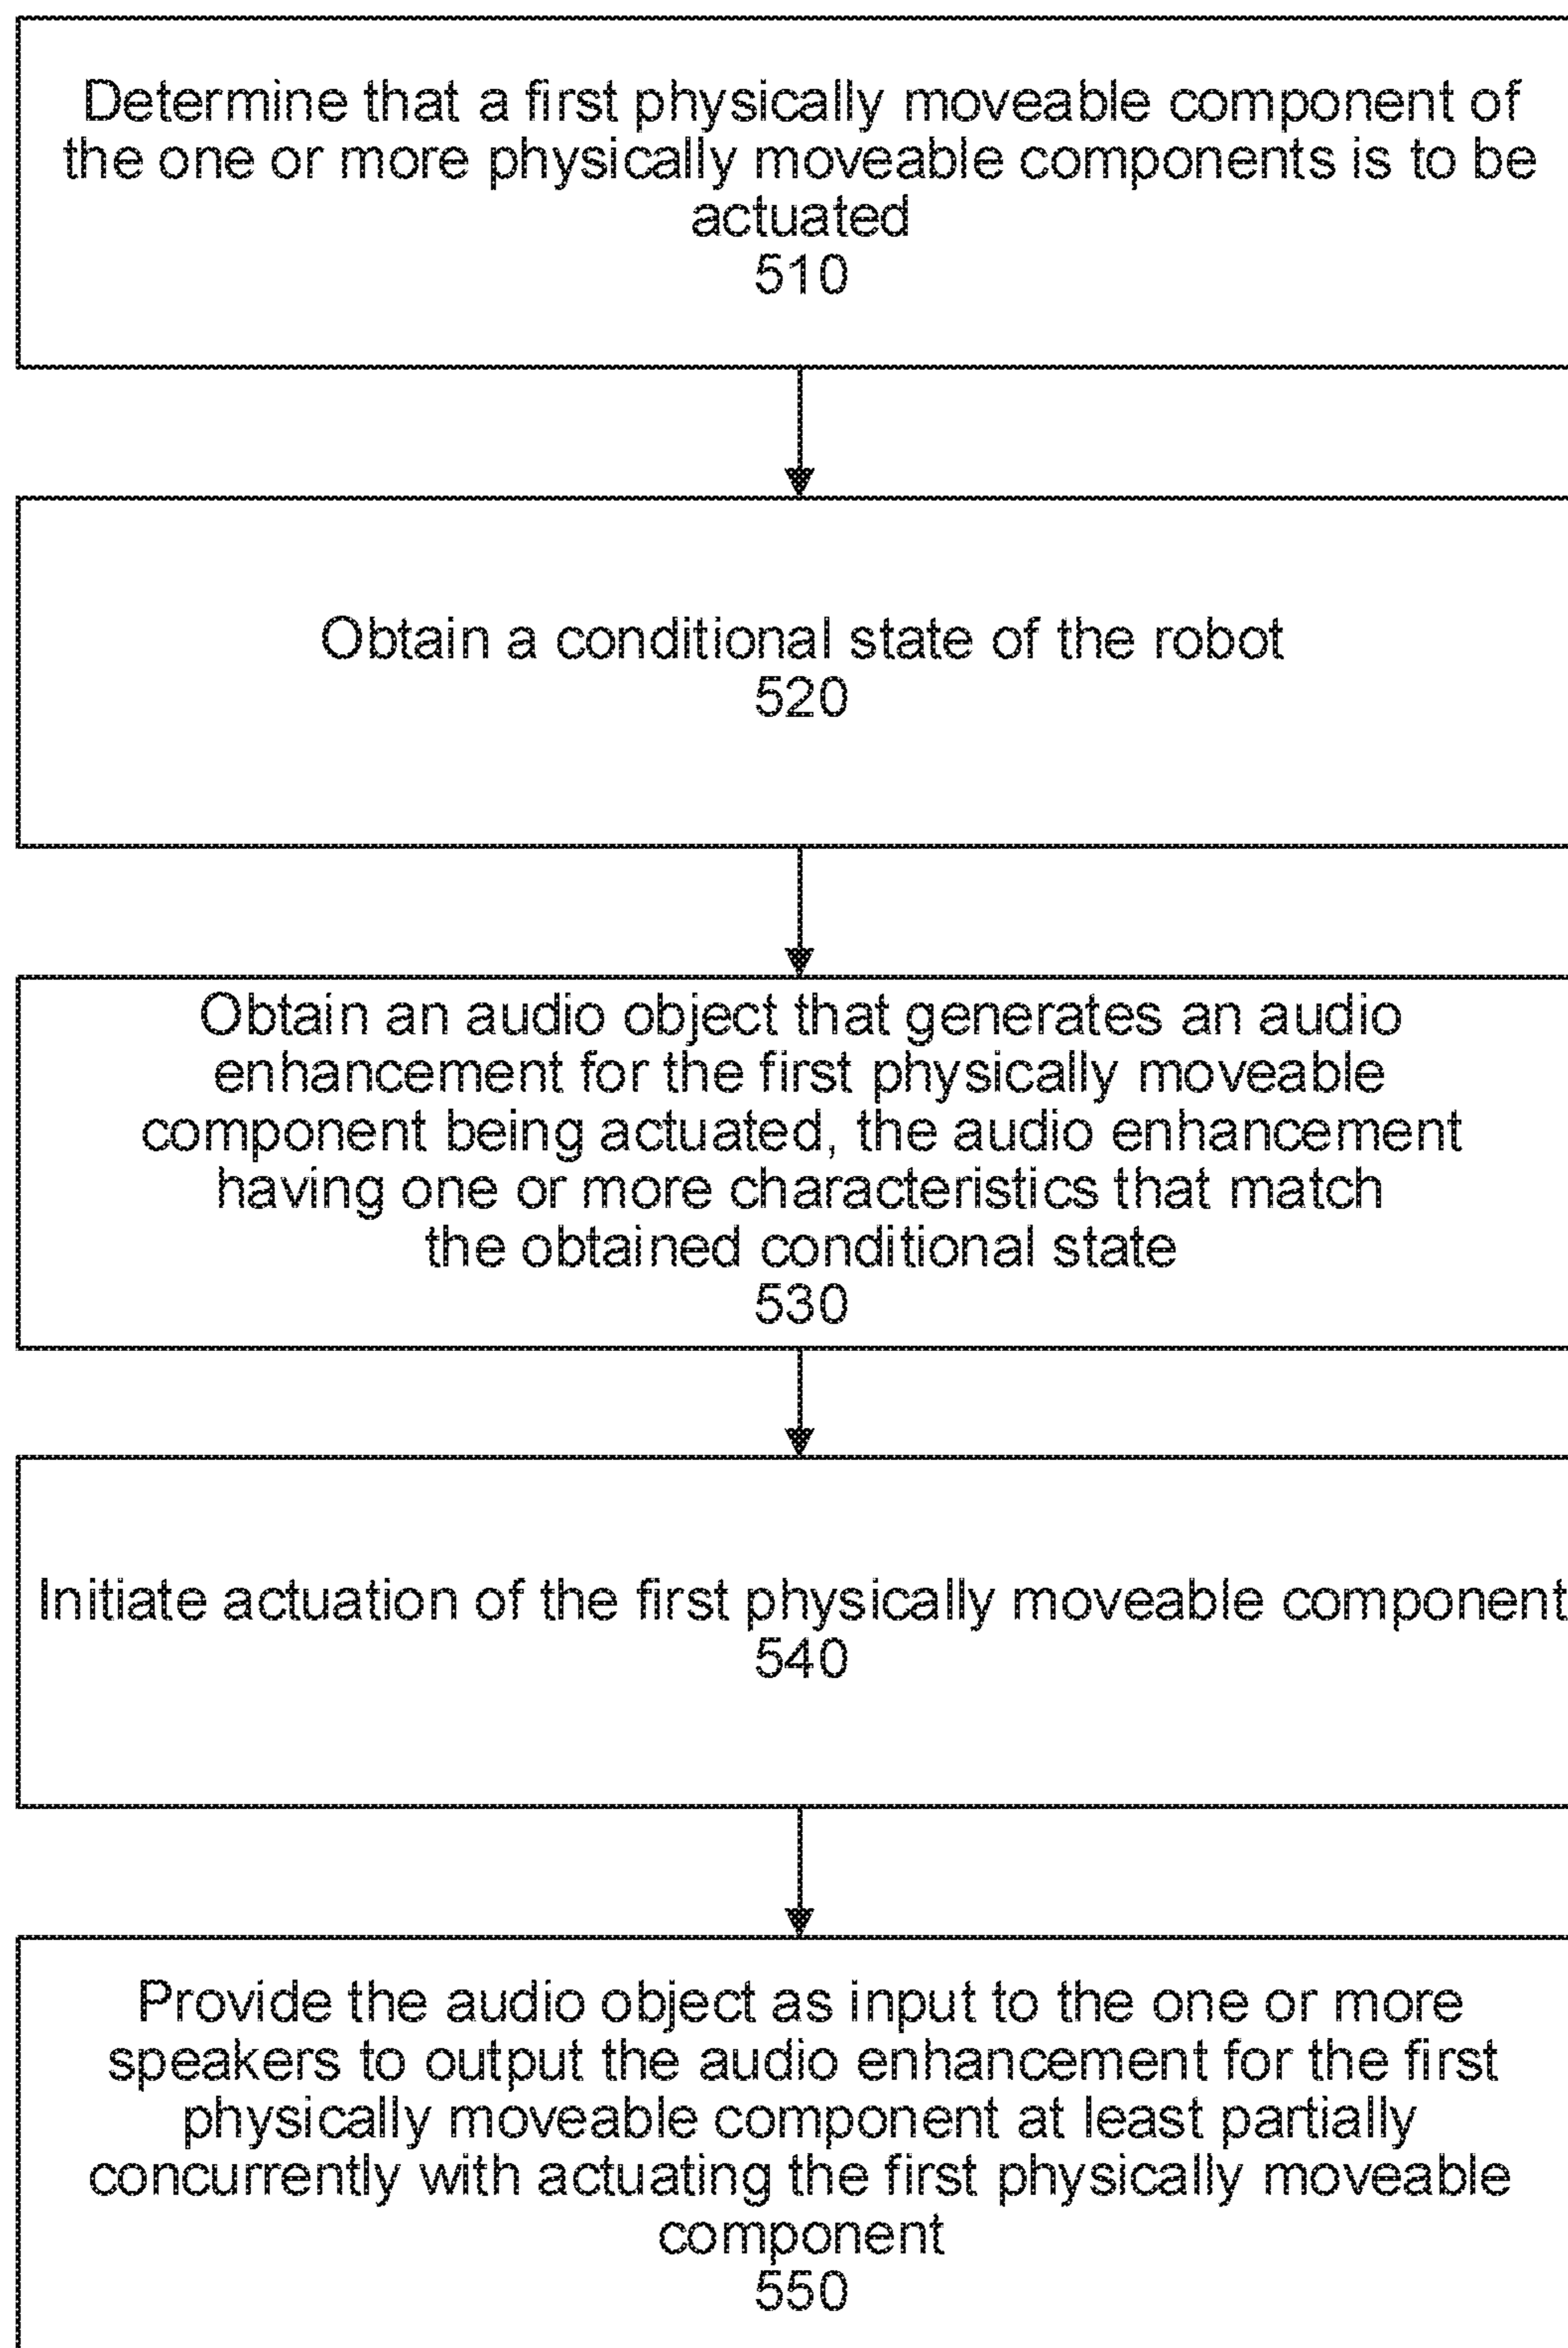 Determine that a first physically moveable component of
the one or more physically moveable components is to be
actuated
510
Obtain a conditional state of the robot
520
Obtain an audio object that generates an audio
enhancement for the first physically moveable
component being actuated, the audio enhancement
having one or more characteristics that match
the obtained conditional state
530
Initiate actuation of the first physically moveable component
540
Provide the audio object as input to the one or more
speakers to output the audio enhancement for the first
physically moveable component at least partially
concurrently with actuating the first physically moveable
component
550